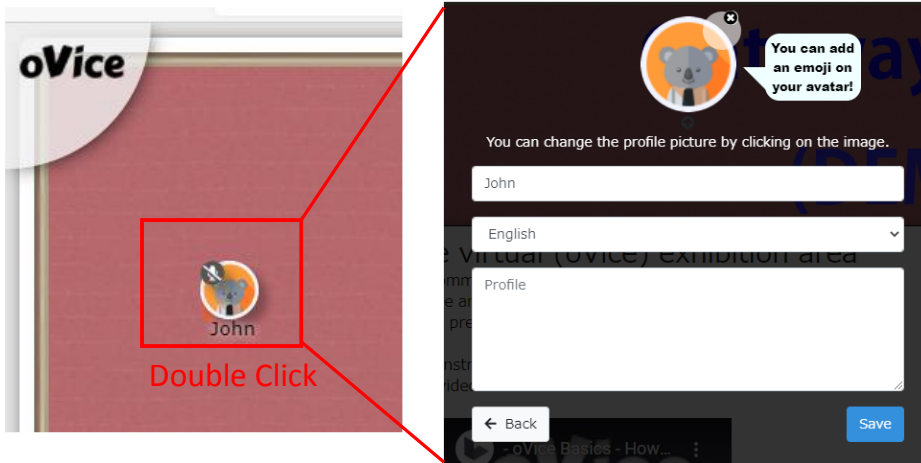 oVice
John
Double Click
You can add
an emoji on
your avatar!
You can change the profile picture by clicking on the image.
John
English
virtual (oVice) exhibition area
Profile
← Back
Save
- oVice Basics - How...